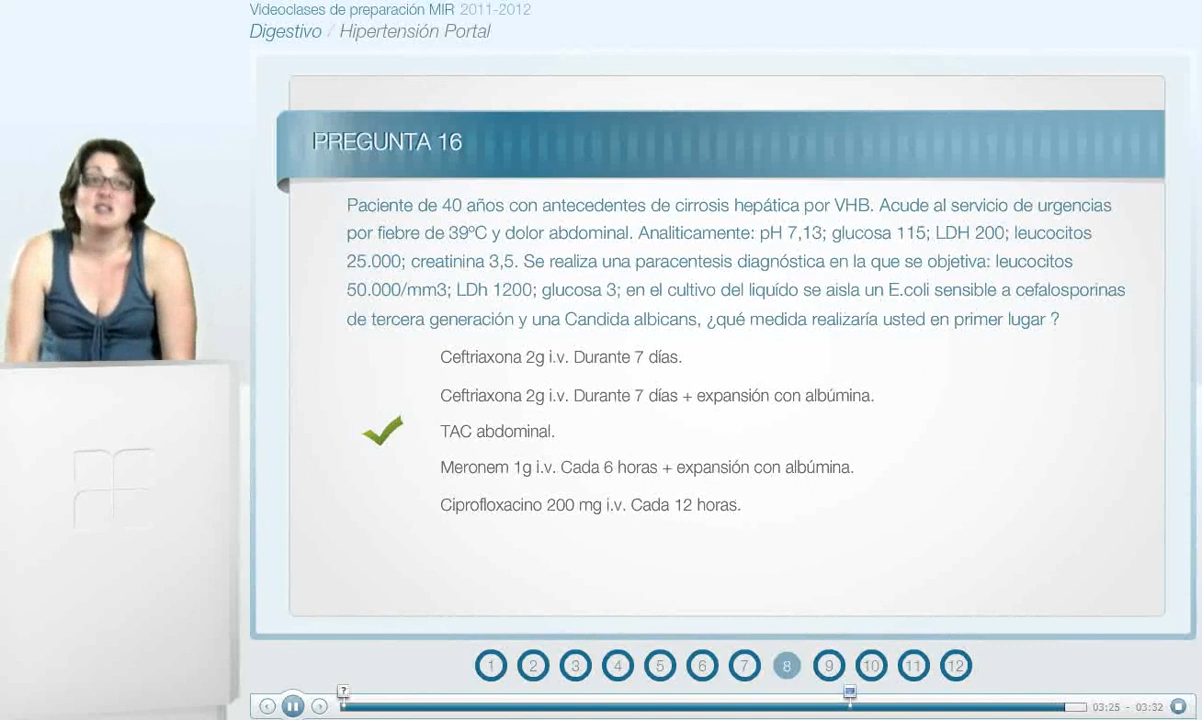 Videoclases de preparación MIR 2011-2012
Digestivo / Hipertensión Portal
PREGUNTA 16
Paciente de 40 años con antecedentes de cirrosis hepática por VHB. Acude al servicio de urgencias
por fiebre de 39ºC y dolor abdominal. Analiticamente: pH 7,13; glucosa 115; LDH 200; leucocitos
25.000; creatinina 3,5. Se realiza una paracentesis diagnóstica en la que se objetiva: leucocitos
50.000/mm3; LDh 1200; glucosa 3; en el cultivo del liquído se aisla un E.coli sensible a cefalosporinas
de tercera generación y una Candida albicans, ¿qué medida realizaría usted en primer lugar ?
Ceftriaxona 2g i.v. Durante 7 días.
Ceftriaxona 2g i.v. Durante 7 días + expansión con albúmina.
TAC abdominal.
Meronem 1g i.v. Cada 6 horas + expansión con albúmina.
Ciprofloxacino 200 mg i.v. Cada 12 horas.
1 2 3 4 5 6 7 8 9 10 11 12
?
03:25 - 03:32